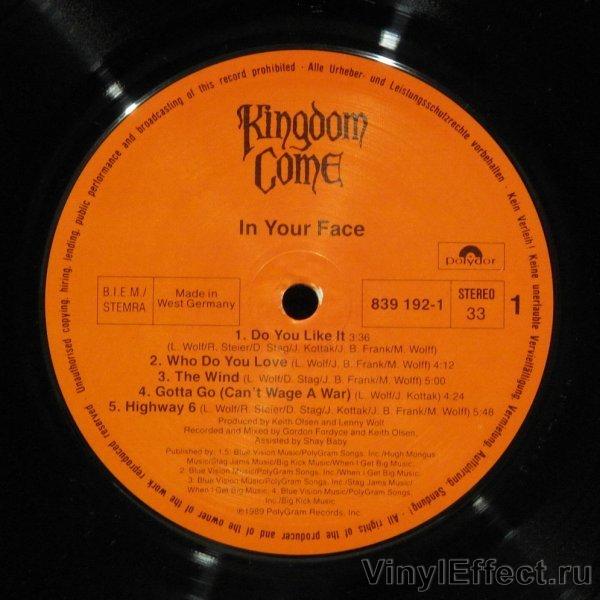 Unauthorised copying, hiring, lending, public performance and broadcasting of this record prohibited · Alle Urheber- und Leistungsschutzrechte vorbehalten · Kein Verleih! Keine unerlaubte Vervielfältigung, Vermietung, Aufführung, Sendung! · All rights of the producer and of the owner of the work reproduced reserved
Kingdom
Come
In Your Face
polydor
B.I.E.M./
STEMRA
Made in
West Germany
839 192-1
STEREO
33
1
1. Do You Like It 3:36
(L. Wolf/R. Steier/D. Stag/J. Kottak/J. B. Frank/M. Wolff)
2. Who Do You Love (L. Wolf/J. B. Frank/M. Wolff) 4:12
3. The Wind (L. Wolf/D. Stag/J. B. Frank/M. Wolff) 5:00
4. Gotta Go (Can't Wage A War) (L. Wolf/J. Kottak) 4:24
5. Highway 6 (L. Wolf/R. Steier/D. Stag/J. Kottak/J. B. Frank/M. Wolff) 5:48
Produced by Keith Olsen and Lenny Wolf
Recorded and Mixed by Gordon Fordyce and Keith Olsen,
Assisted by Shay Baby
Published by: 1.5: Blue Vision Music/PolyGram Songs, Inc./Hugh Mongus
Music/Stag Jams Music/Big Kick Music/When I Get Big Music.
2: Blue Vision Music/PolyGram Songs, Inc./When I Get Big Music.
3: Blue Vision Music/PolyGram Songs, Inc./Stag Jams Music/
When I Get Big Music. 4: Blue Vision Music/PolyGram Songs,
Inc./Big Kick Music
℗1989 PolyGram Records, Inc.
VinylEffect.ru